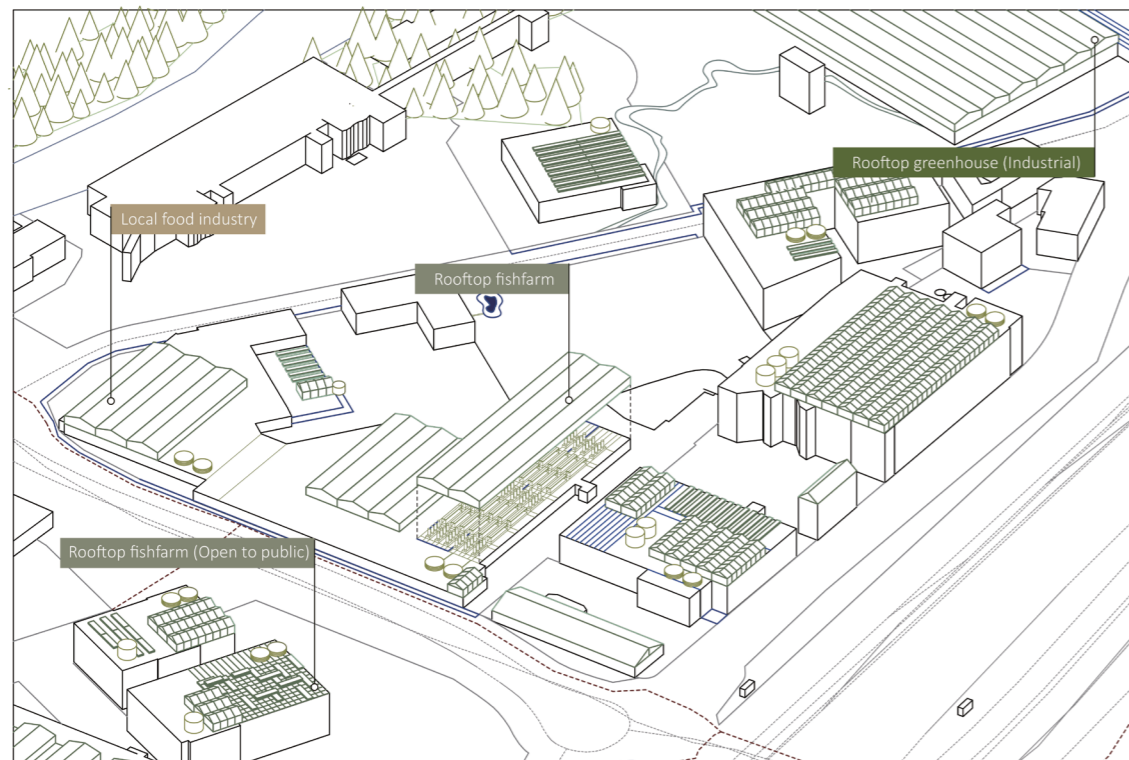 Rooftop greenhouse (Industrial)
Local food industry
Rooftop fishfarm
Rooftop fishfarm (Open to public)